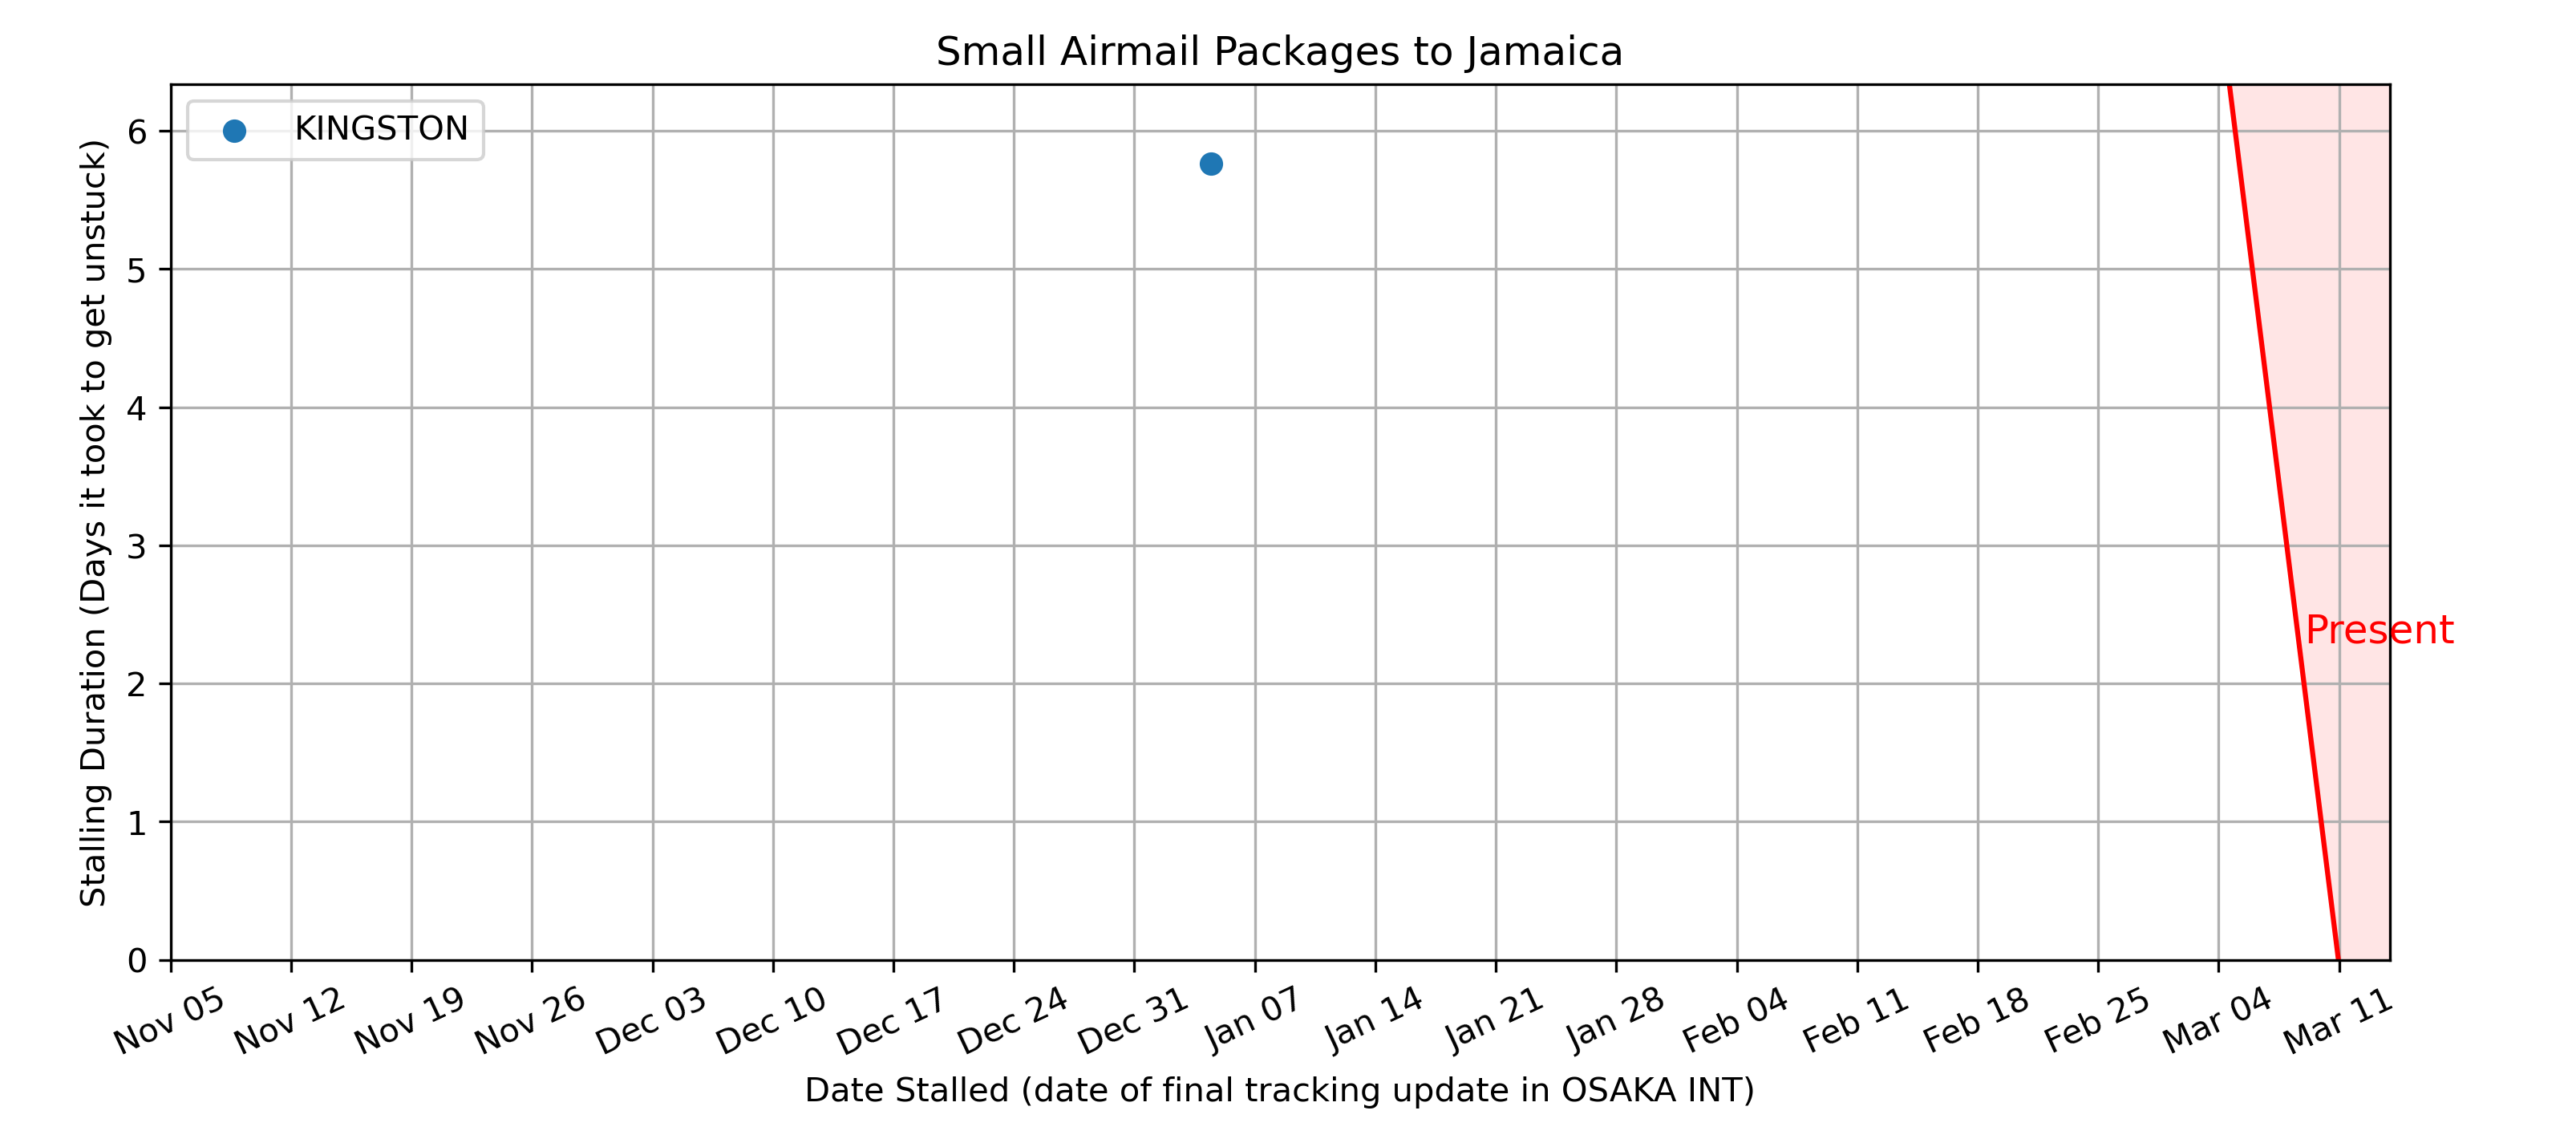 Small Airmail Packages to Jamaica
KINGSTON
Stalling Duration (Days it took to get unstuck)
6
5
4
3
2
1
0
Present
Nov 05 Nov 12 Nov 19 Nov 26 Dec 03 Dec 10 Dec 17 Dec 24 Dec 31 Jan 07 Jan 14 Jan 21 Jan 28 Feb 04 Feb 11 Feb 18 Feb 25 Mar 04 Mar 11
Date Stalled (date of final tracking update in OSAKA INT)